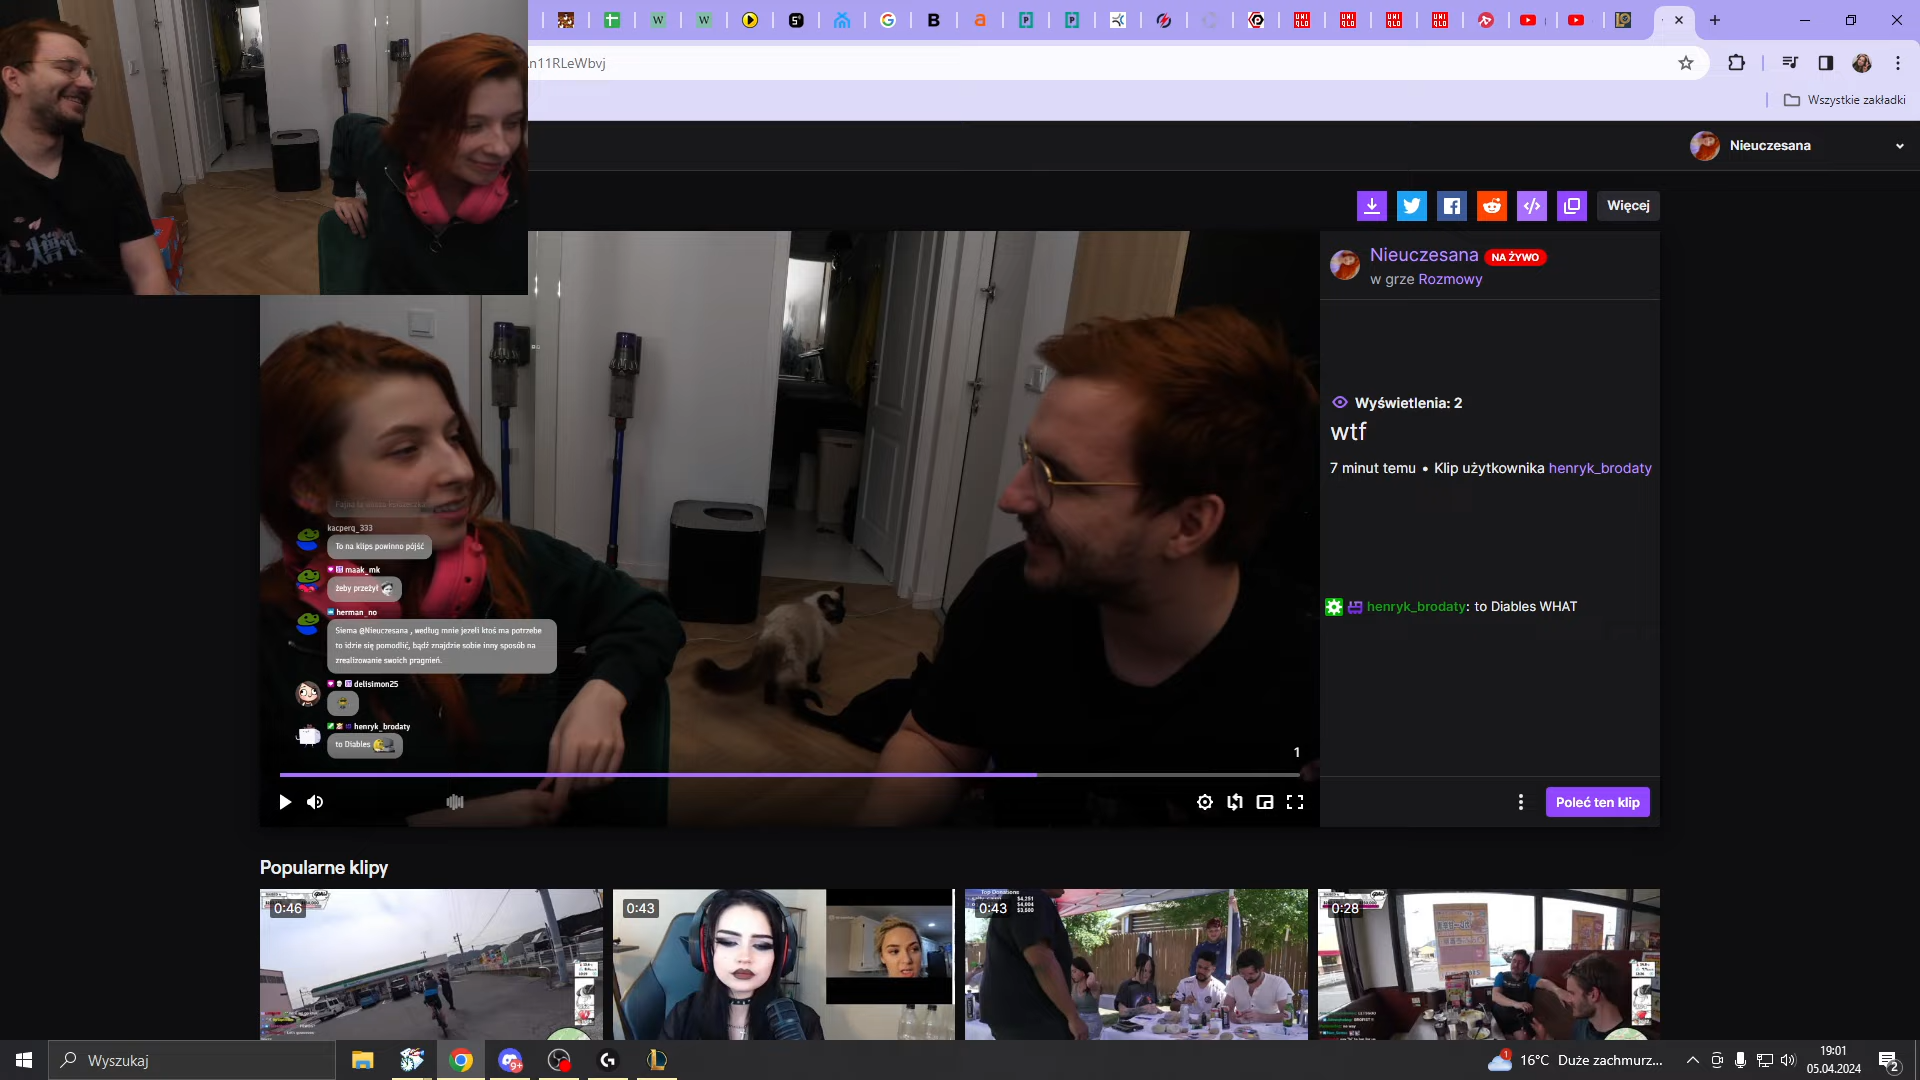 n11RLeWbvj
Wszystkie zakładki
Nieuczesana
Więcej
Nieuczesana NA ŻYWO
w grze Rozmowy
Wyświetlenia: 2
wtf
7 minut temu • Klip użytkownika henryk_brodaty
henryk_brodaty: to Diables WHAT
kacperq_333
To na klips powinno pójść
maak_mk
żeby przeżył
herman_no
Siema @Nieuczesana , według mnie jezeli ktoś ma potrzebe
to idzie się pomodlić, bądź znajdzie sobie inny sposób na
zrealizowanie swoich pragnień.
delisimon25
henryk_brodaty
to Diables
1
Poleć ten klip
Popularne klipy
0:46
0:43
Top Donations
0:43
0:28
Wyszukaj
16°C Duże zachmurz...
19:01
05.04.2024